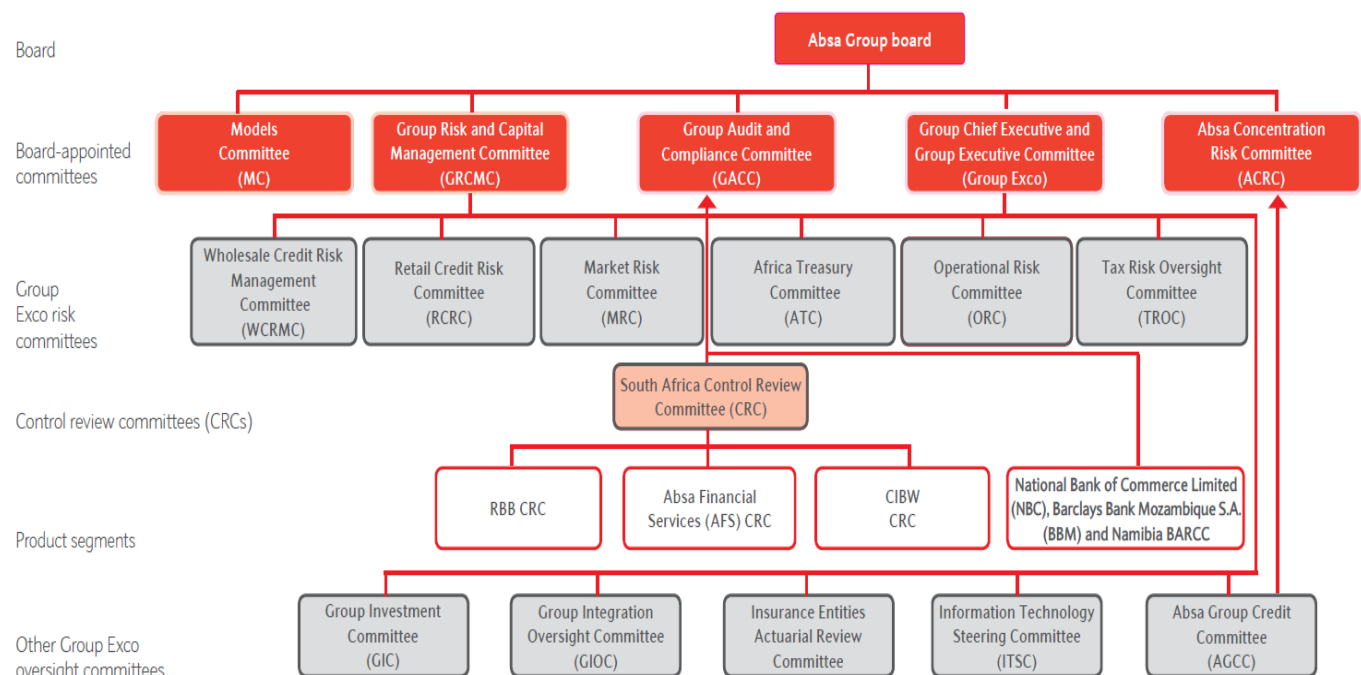 Board
Absa Group board
Board-appointed
committees
Models
Committee
(MC)
Group Risk and Capital
Management Committee
(GRCMC)
Group Audit and
Compliance Committee
(GACC)
Group Chief Executive and
Group Executive Committee
(Group Exco)
Absa Concentration
Risk Committee
(ACRC)
Group
Exco risk
committees
Wholesale Credit Risk
Management
Committee
(WCRMC)
Retail Credit Risk
Committee
(RCRC)
Market Risk
Committee
(MRC)
Africa Treasury
Committee
(ATC)
Operational Risk
Committee
(ORC)
Tax Risk Oversight
Committee
(TROC)
Control review committees (CRCs)
South Africa Control Review
Committee (CRC)
Product segments
RBB CRC
Absa Financial
Services (AFS) CRC
CIBW
CRC
National Bank of Commerce Limited
(NBC), Barclays Bank Mozambique S.A.
(BBM) and Namibia BARCC
Other Group Exco
oversight committees
Group Investment
Committee
(GIC)
Group Integration
Oversight Committee
(GIOC)
Insurance Entities
Actuarial Review
Committee
Information Technology
Steering Committee
(ITSC)
Absa Group Credit
Committee
(AGCC)